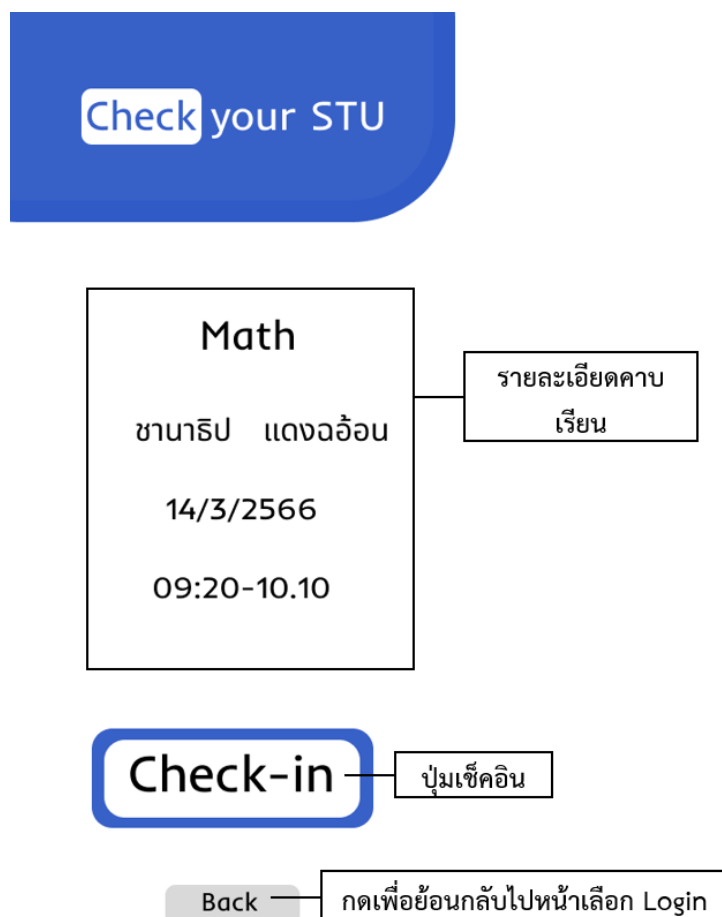 Check your STU
Math
ชานาธิป แดงฉอ้อน
14/3/2566
09:20-10.10
รายละเอียดคาบ
เรียน
Check-in
ปุ่มเช็คอิน
Back
กดเพื่อย้อนกลับไปหน้าเลือก Login